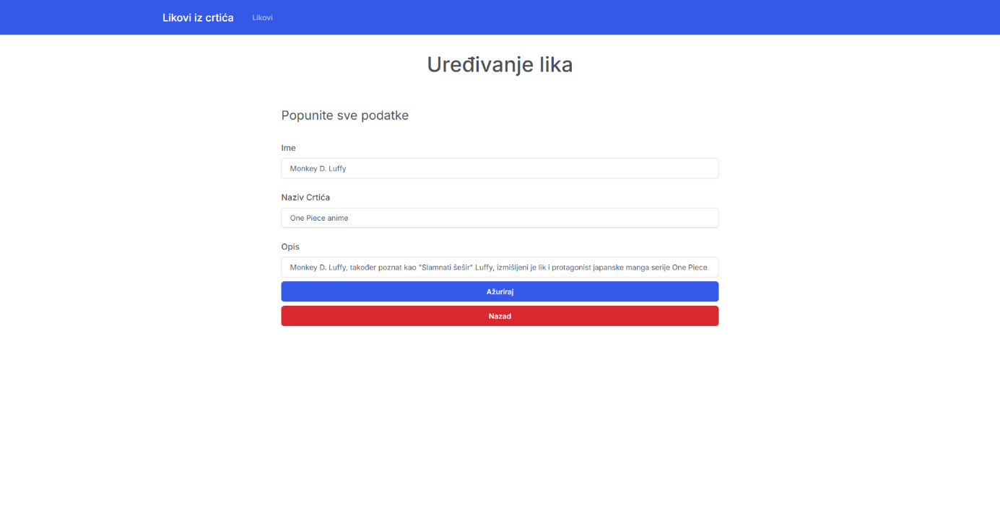 Likovi iz crtića Likovi
Uređivanje lika
Popunite sve podatke
Ime
Monkey D. Luffy
Naziv Crtića
One Piece anime
Opis
Monkey D. Luffy, također poznat kao "Slamnati šešir" Luffy, izmišljeni je lik i protagonist japanske manga serije One Piece
Ažuriraj
Nazad